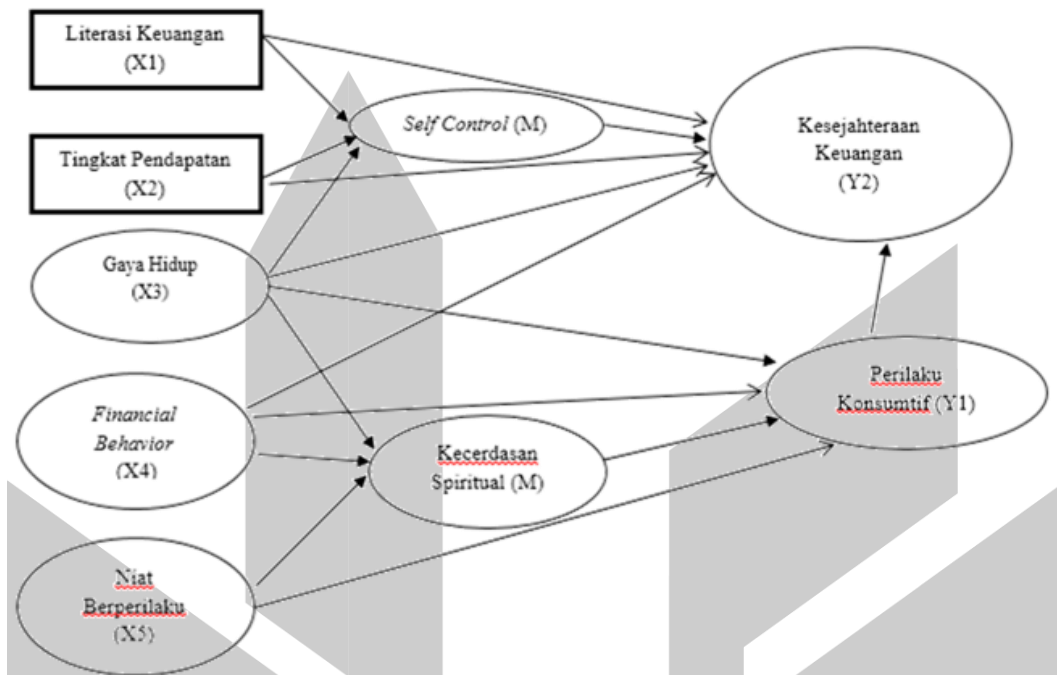 Literasi Keuangan
(X1)
Self Control (M)
Kesejahteraan
Keuangan
(Y2)
Tingkat Pendapatan
(X2)
Gaya Hidup
(X3)
Perilaku
Konsumtif (Y1)
Financial
Behavior
(X4)
Kecerdasan
Spiritual (M)
Niat
Berperilaku
(X5)